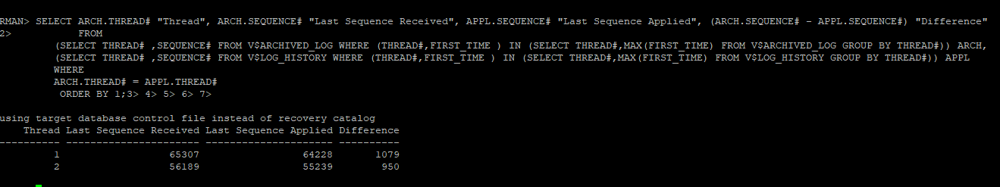 RMAN> SELECT ARCH.THREAD# "Thread", ARCH.SEQUENCE# "Last Sequence Received", APPL.SEQUENCE# "Last Sequence Applied", (ARCH.SEQUENCE# - APPL.SEQUENCE#) "Difference"
2> FROM
(SELECT THREAD# ,SEQUENCE# FROM V$ARCHIVED_LOG WHERE (THREAD#,FIRST_TIME ) IN (SELECT THREAD#,MAX(FIRST_TIME) FROM V$ARCHIVED_LOG GROUP BY THREAD#)) ARCH,
(SELECT THREAD# ,SEQUENCE# FROM V$LOG_HISTORY WHERE (THREAD#,FIRST_TIME ) IN (SELECT THREAD#,MAX(FIRST_TIME) FROM V$LOG_HISTORY GROUP BY THREAD#)) APPL
WHERE
ARCH.THREAD# = APPL.THREAD#
ORDER BY 1;3> 4> 5> 6> 7>
using target database control file instead of recovery catalog
Thread Last Sequence Received Last Sequence Applied Difference
---------- ---------------------- --------------------- ----------
1 65307 64228 1079
2 56189 55239 950